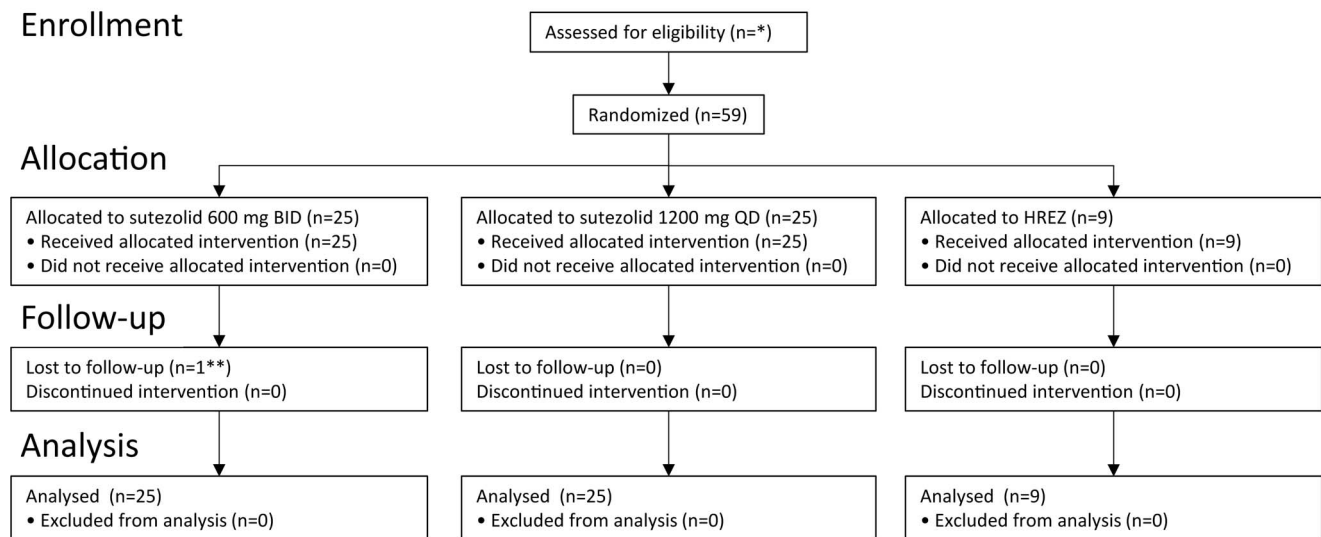 Enrollment
Assessed for eligibility (n=*)
Randomized (n=59)
Allocation
Allocated to sutezolid 600 mg BID (n=25)
• Received allocated intervention (n=25)
• Did not receive allocated intervention (n=0)
Allocated to sutezolid 1200 mg QD (n=25)
• Received allocated intervention (n=25)
• Did not receive allocated intervention (n=0)
Allocated to HREZ (n=9)
• Received allocated intervention (n=9)
• Did not receive allocated intervention (n=0)
Follow-up
Lost to follow-up (n=1**)
Discontinued intervention (n=0)
Lost to follow-up (n=0)
Discontinued intervention (n=0)
Lost to follow-up (n=0)
Discontinued intervention (n=0)
Analysis
Analysed (n=25)
• Excluded from analysis (n=0)
Analysed (n=25)
• Excluded from analysis (n=0)
Analysed (n=9)
• Excluded from analysis (n=0)